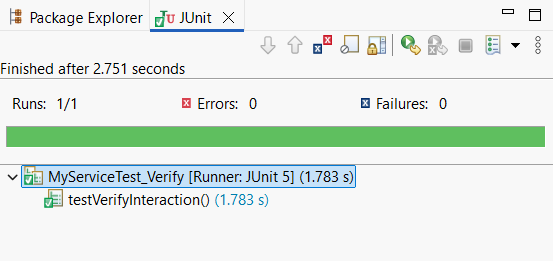 Package Explorer JUnit
Finished after 2.751 seconds
Runs: 1/1 Errors: 0 Failures: 0
MyServiceTest_Verify [Runner: JUnit 5] (1.783 s)
testVerifyInteraction() (1.783 s)